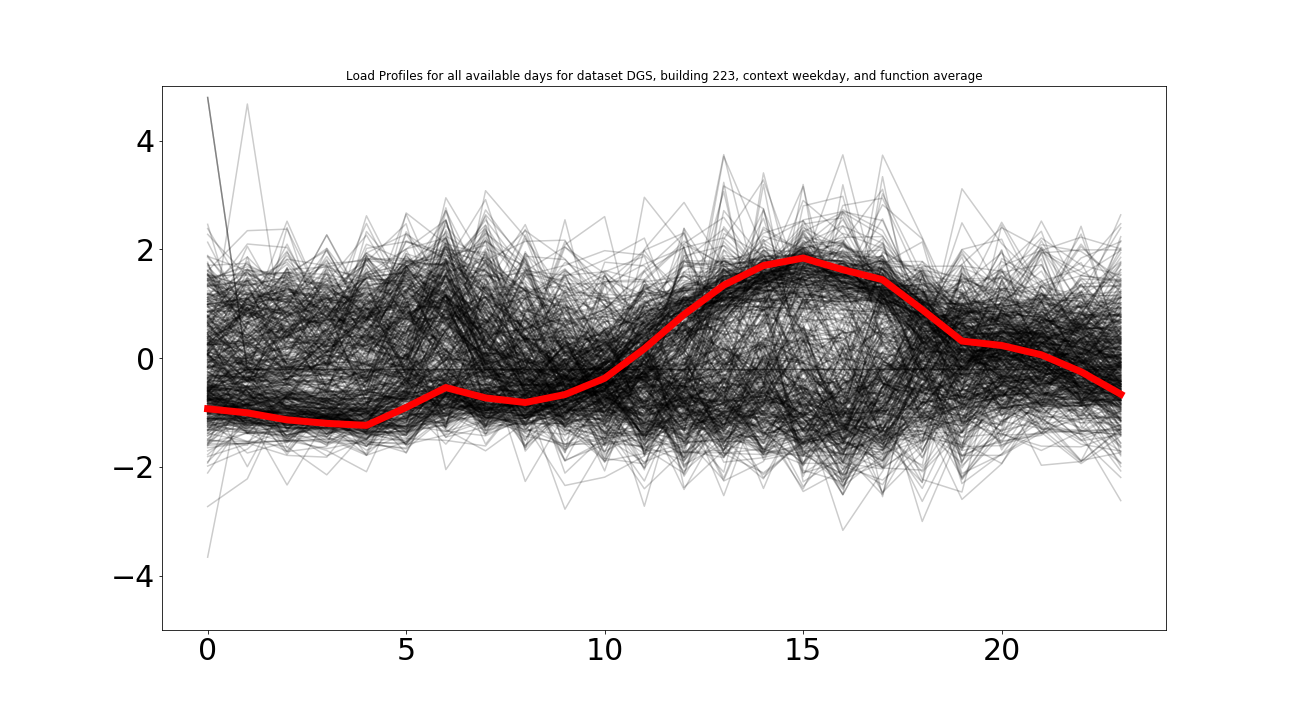 Load Profiles for all available days for dataset DGS, building 223, context weekday, and function average
4
2
0
−2
−4
0 5 10 15 20